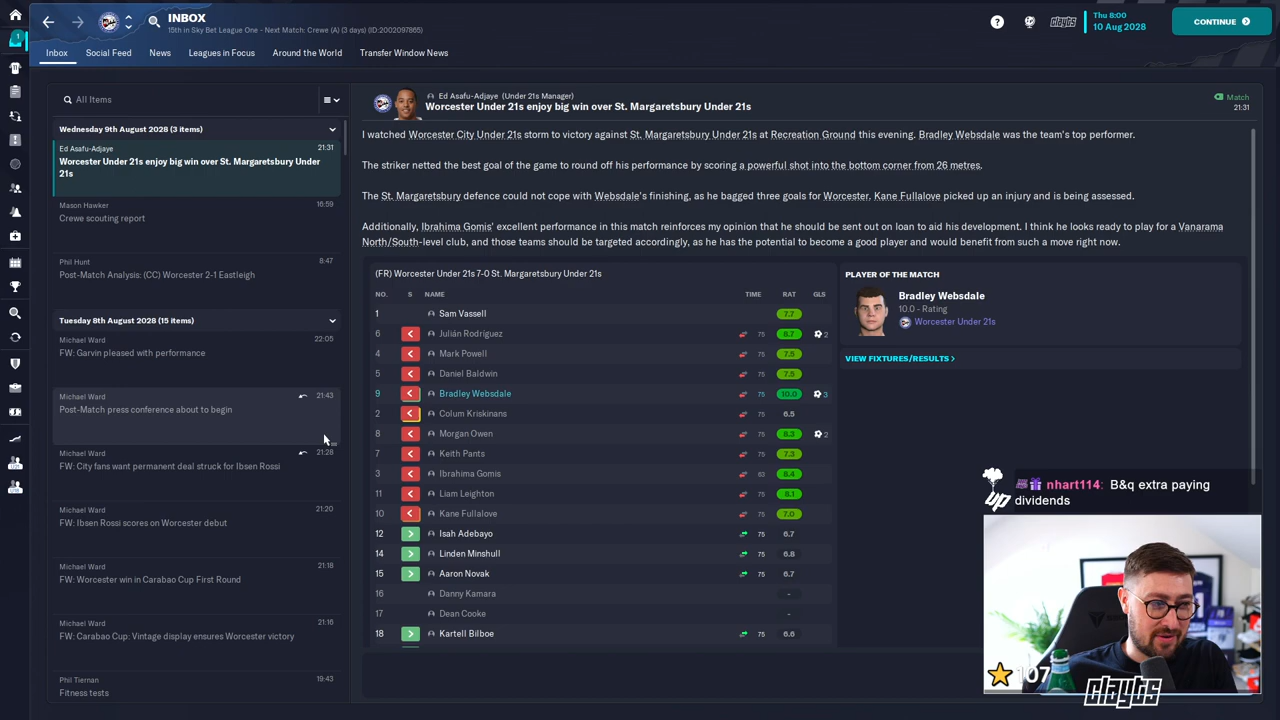 INBOX
15th in Sky Bet League One - Next Match: Crewe (A) (3 days) (ID:2002097865)
Thu 8:00
10 Aug 2028
CONTINUE
Inbox
Social Feed
News
Leagues in Focus
Around the World
Transfer Window News
All Items
Wednesday 9th August 2028 (3 items)
Ed Asafu-Adjaye
21:31
Worcester Under 21s enjoy big win over St. Margaretsbury Under
21s
Mason Hawker
16:59
Crewe scouting report
Phil Hunt
8:47
Post-Match Analysis: (CC) Worcester 2-1 Eastleigh
Tuesday 8th August 2028 (15 items)
Michael Ward
22:05
FW: Garvin pleased with performance
Michael Ward
21:43
Post-Match press conference about to begin
Michael Ward
21:28
FW: City fans want permanent deal struck for Ibsen Rossi
Michael Ward
21:20
FW: Ibsen Rossi scores on Worcester debut
Michael Ward
21:18
FW: Worcester win in Carabao Cup First Round
Michael Ward
21:16
FW: Carabao Cup: Vintage display ensures Worcester victory
Phil Tiernan
19:43
Fitness tests
Ed Asafu-Adjaye (Under 21s Manager)
Worcester Under 21s enjoy big win over St. Margaretsbury Under 21s
Match
21:31
I watched Worcester City Under 21s storm to victory against St. Margaretsbury Under 21s at Recreation Ground this evening. Bradley Websdale was the team's top performer.
The striker netted the best goal of the game to round off his performance by scoring a powerful shot into the bottom corner from 26 metres.
The St. Margaretsbury defence could not cope with Websdale's finishing, as he bagged three goals for Worcester. Kane Fullalove picked up an injury and is being assessed.
Additionally, Ibrahima Gomis' excellent performance in this match reinforces my opinion that he should be sent out on loan to aid his development. I think he looks ready to play for a Vanarama
North/South-level club, and those teams should be targeted accordingly, as he has the potential to become a good player and would benefit from such a move right now.
(FR) Worcester Under 21s 7-0 St. Margaretsbury Under 21s
NO. S NAME TIME RAT GLS
1 Sam Vassell 7.7
6 Julián Rodríguez 75 8.7 2
4 Mark Powell 75 7.5
5 Daniel Baldwin 75 7.5
9 Bradley Websdale 75 10.0 3
2 Colum Kriskinans 75 6.5
8 Morgan Owen 75 8.3 2
7 Keith Pants 75 7.3
3 Ibrahima Gomis 63 8.4
11 Liam Leighton 75 8.1
10 Kane Fullalove 75 7.0
12 Isah Adebayo 75 6.7
14 Linden Minshull 75 6.8
15 Aaron Novak 75 6.7
16 Danny Kamara -
17 Dean Cooke -
18 Kartell Bilboe 75 6.6
PLAYER OF THE MATCH
Bradley Websdale
10.0 - Rating
Worcester Under 21s
VIEW FIXTURES/RESULTS >
UP
nhart114: B&q extra paying
dividends
107
claybs